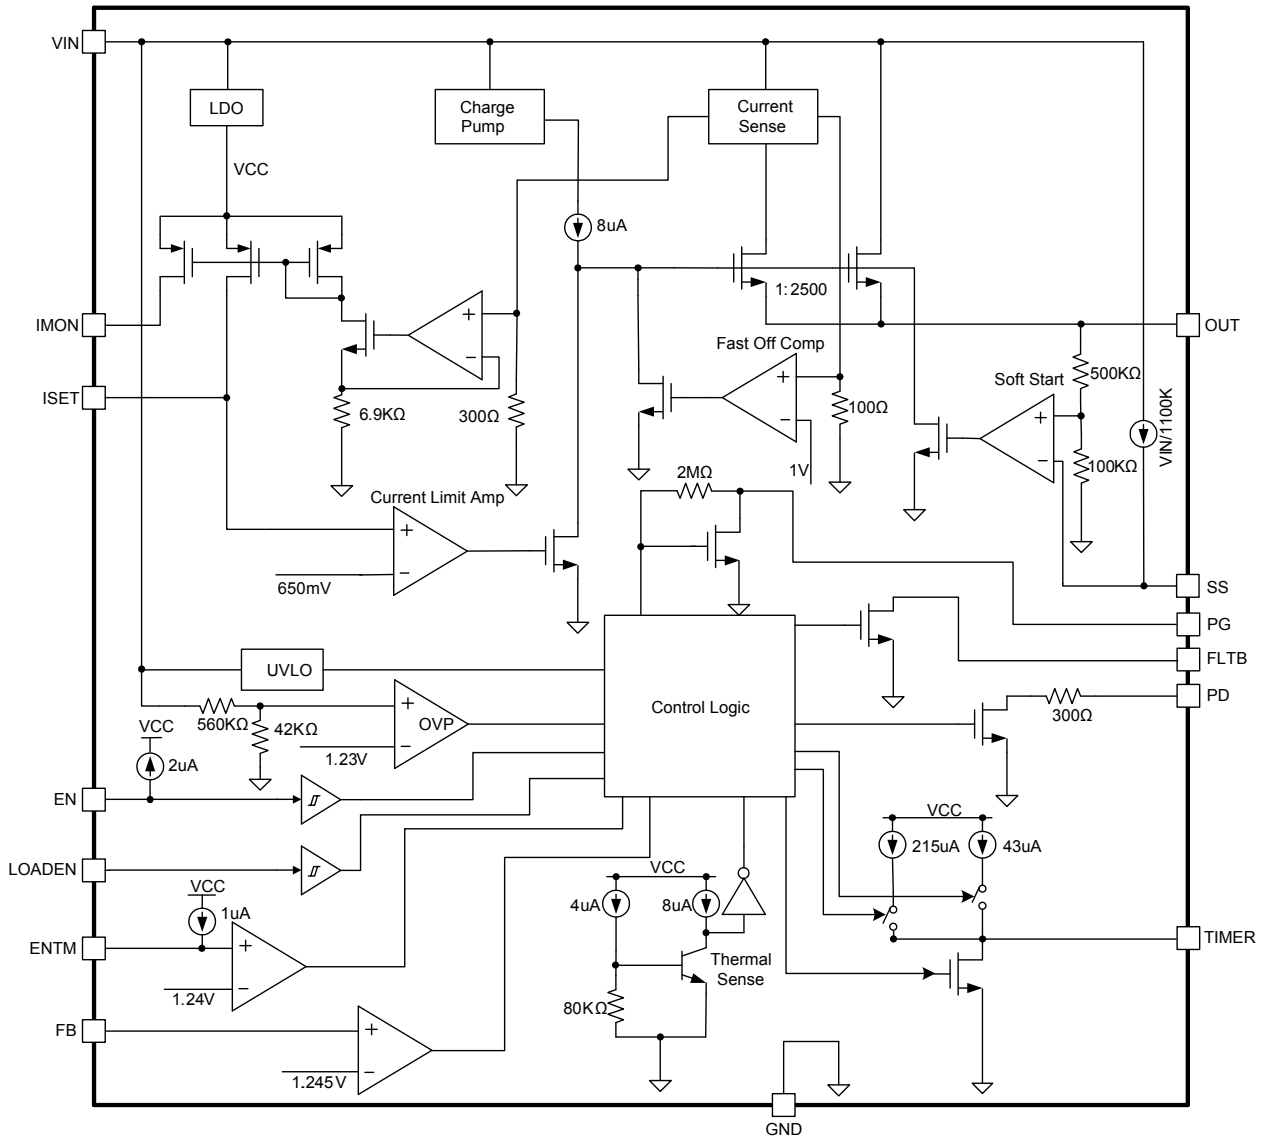 VIN
LDO
Charge
Pump
Current
Sense
VCC
8uA
1:2500
IMON
OUT
Fast Off Comp
+
−
+
−
500KΩ
ISET
6.9KΩ
300Ω
100Ω
Soft Start
+
−
VIN/1100K
1V
100KΩ
2MΩ
Current Limit Amp
+
−
650mV
SS
PG
FLTB
PD
UVLO
Control Logic
300Ω
560KΩ
42KΩ
+
OVP
−
1.23V
VCC
2uA
EN
LOADEN
VCC
1uA
ENTM
+
−
1.24V
FB
+
−
1.245V
VCC
4uA
8uA
Thermal
Sense
80KΩ
VCC
215uA
43uA
TIMER
GND